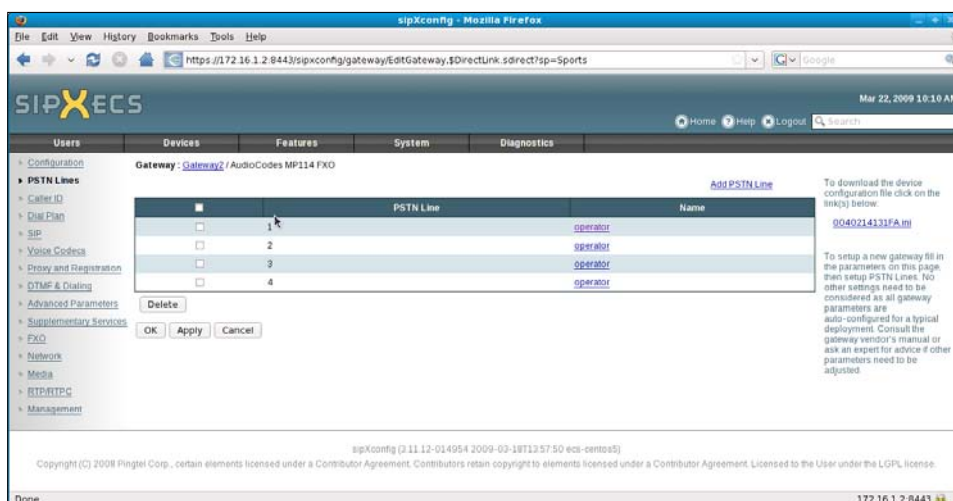 sipXconfig - Mozilla Firefox
File Edit View History Bookmarks Tools Help
https://172.16.1.2:8443/sipxconfig/gateway/EditGateway,$DirectLink.sdirect?sp=Sports
Google
SIPXECS
Mar 22, 2009 10:10 AM
Home Help Logout Search
Users Devices Features System Diagnostics
Configuration
PSTN Lines
Caller ID
Dial Plan
SIP
Voice Codecs
Proxy and Registration
DTMF & Dialing
Advanced Parameters
Supplementary Services
FXO
Network
Media
RTP/RTPC
Management
Gateway : Gateway2 / AudioCodes MP114 FXO
Add PSTN Line
PSTN Line Name
1 operator
2 operator
3 operator
4 operator
Delete
OK Apply Cancel
To download the device
configuration file click on the
link(s) below:
0040214131FA.ini
To setup a new gateway fill in
the parameters on this page,
then setup PSTN Lines. No
other settings need to be
considered as all gateway
parameters are
auto-configured for a typical
deployment. Consult the
gateway vendor's manual or
ask an expert for advice if other
parameters need to be
adjusted.
sipXconfig (3.11.12-014954 2009-03-18T13:57:50 ecs-centos5)
Copyright (C) 2008 Pingtel Corp., certain elements licensed under a Contributor Agreement. Contributors retain copyright to elements licensed under a Contributor Agreement. Licensed to the User under the LGPL license.
Done
172.16.1.2:8443